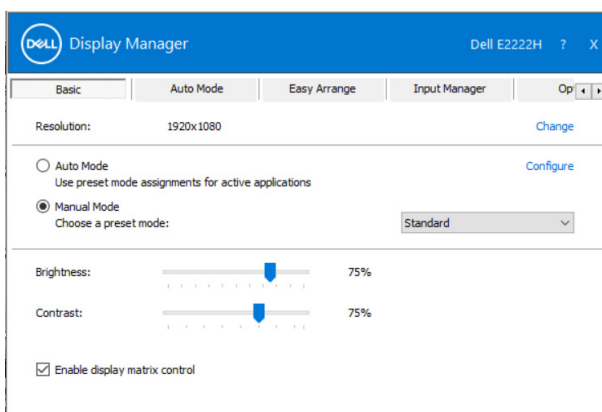 DELL Display Manager Dell E2222H ? X
Basic Auto Mode Easy Arrange Input Manager
Resolution: 1920x1080 Change
Auto Mode Configure
Use preset mode assignments for active applications
Manual Mode
Choose a preset mode: Standard
Brightness: 75%
Contrast: 75%
Enable display matrix control